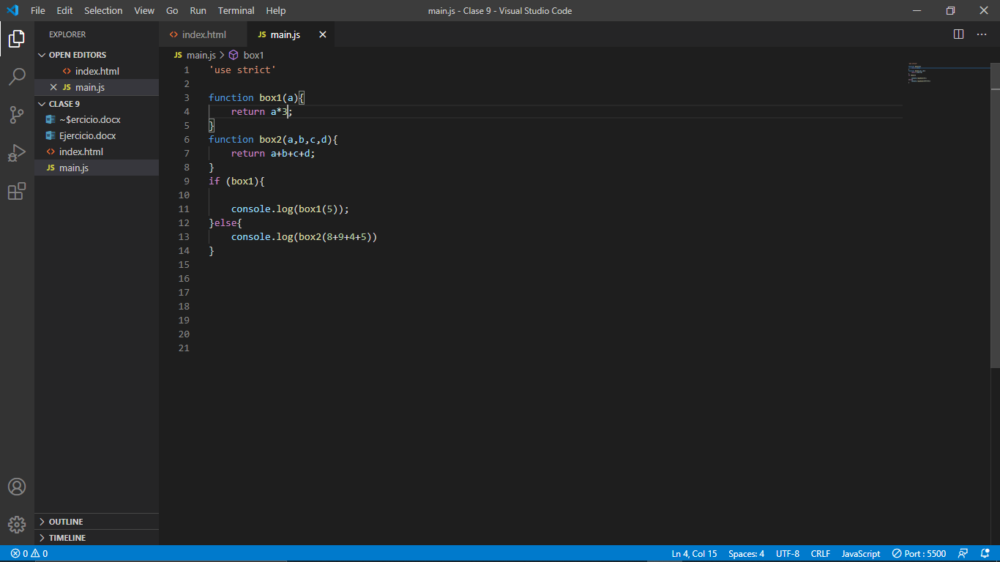 File Edit Selection View Go Run Terminal Help main.js - Clase 9 - Visual Studio Code
EXPLORER
OPEN EDITORS
index.html
main.js
CLASE 9
~$ercicio.docx
Ejercicio.docx
index.html
JS main.js
OUTLINE
TIMELINE
index.html JS main.js
JS main.js > box1
1 'use strict'
2
3 function box1(a){
4 return a*3;
5 }
6 function box2(a,b,c,d){
7 return a+b+c+d;
8 }
9 if (box1){
10
11 console.log(box1(5));
12 }else{
13 console.log(box2(8+9+4+5))
14 }
15
16
17
18
19
20
21
0 0 Ln 4, Col 15 Spaces: 4 UTF-8 CRLF JavaScript Port : 5500